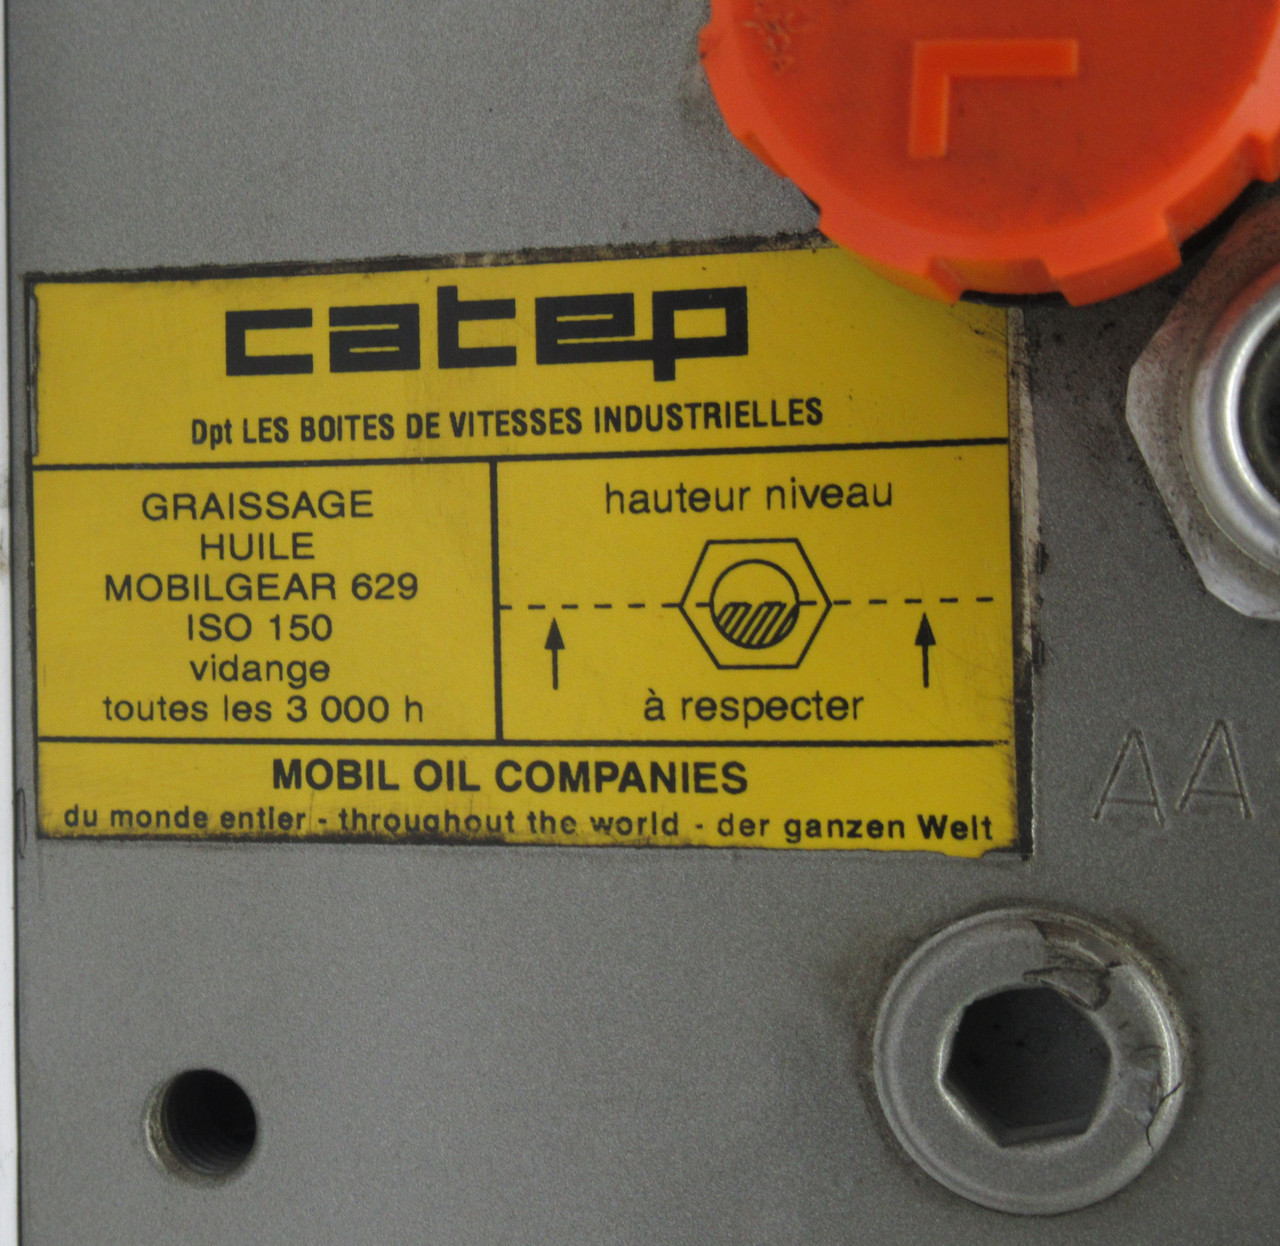 catep
Dpt LES BOITES DE VITESSES INDUSTRIELLES
GRAISSAGE
HUILE
MOBILGEAR 629
ISO 150
vidange
toutes les 3 000 h
hauteur niveau
à respecter
MOBIL OIL COMPANIES
du monde entier - throughout the world - der ganzen Welt
AA
L